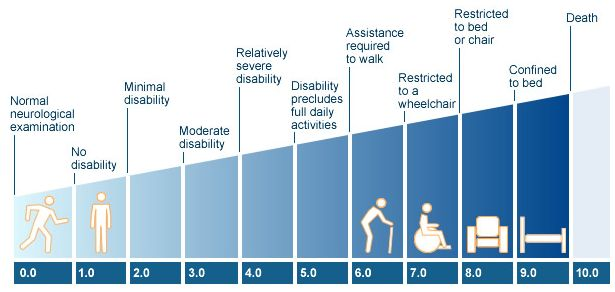 Normal
neurological
examination
No
disability
Minimal
disability
Moderate
disability
Relatively
severe
disability
Disability
precludes
full daily
activities
Assistance
required
to walk
Restricted
to a
wheelchair
Restricted
to bed
or chair
Confined
to bed
Death
0.0 1.0 2.0 3.0 4.0 5.0 6.0 7.0 8.0 9.0 10.0